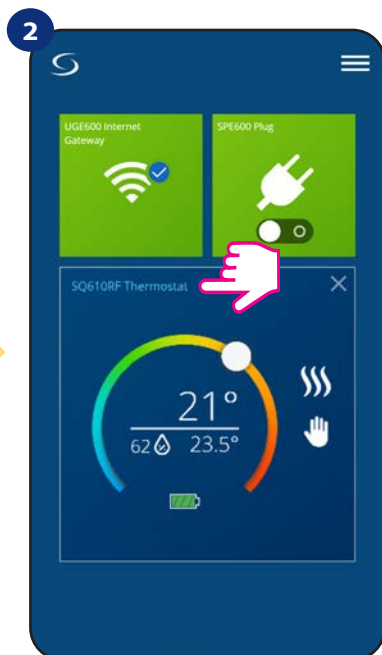 2
UGE600 Internet
Gateway
SPE600 Plug
SQ610RF Thermostat
21°
62 % 23.5°